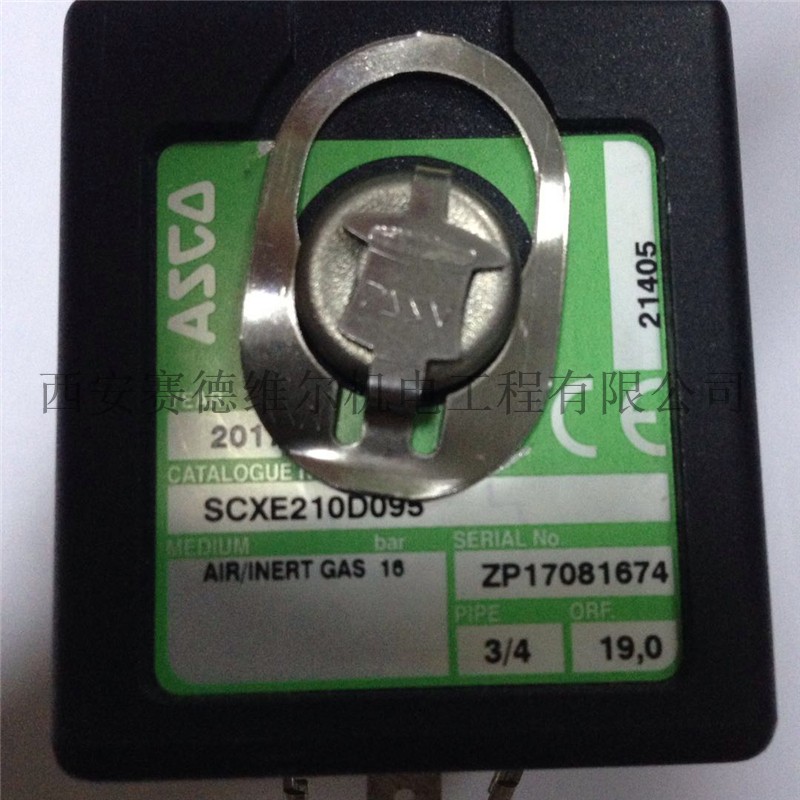 ASCO
21405
西安赛德维尔机电工程有限公司
CE
201
CATALOGUE
SCXE210D095
MEDIUM bar SERIAL No.
AIR/INERT GAS 16 ZP17081674
PIPE ORF.
3/4 19,0